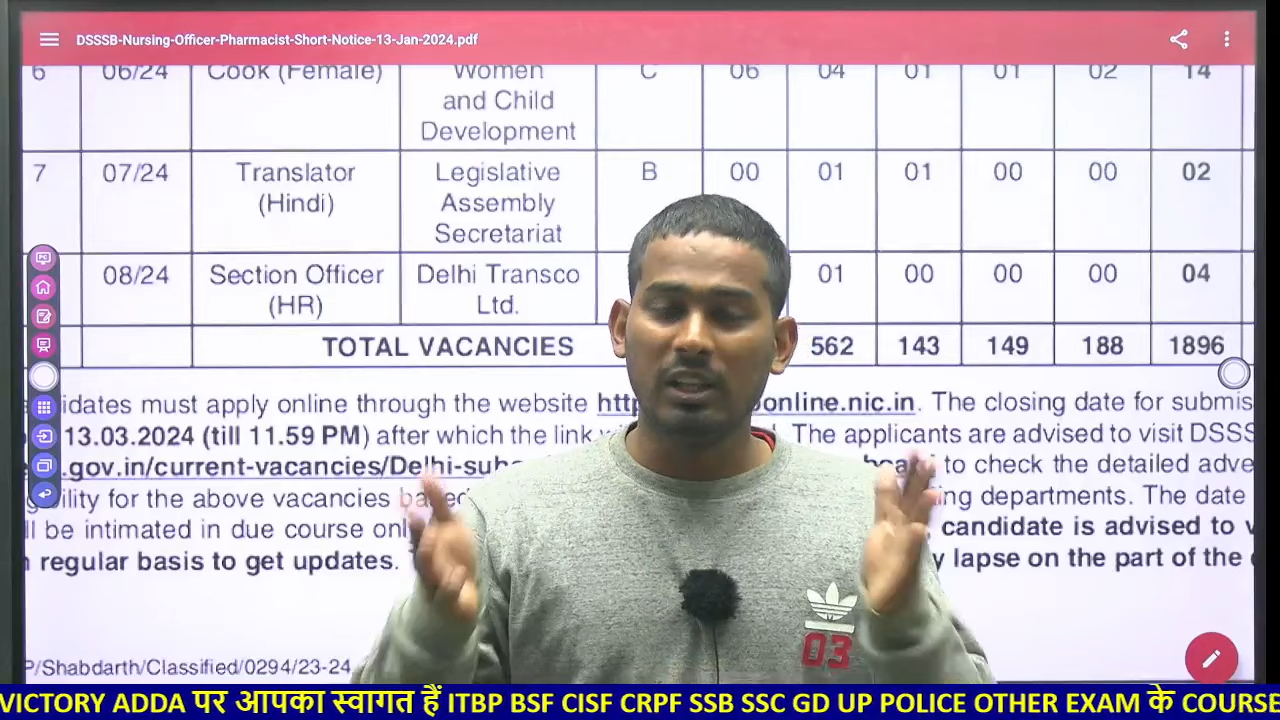 DSSSB-Nursing-Officer-Pharmacist-Short-Notice-13-Jan-2024.pdf
6 06/24 Cook (Female) Women and Child Development C 06 04 01 01 02 14
7 07/24 Translator (Hindi) Legislative Assembly Secretariat B 00 01 01 00 00 02
08/24 Section Officer (HR) Delhi Transco Ltd. 01 00 00 00 04
TOTAL VACANCIES 562 143 149 188 1896
idates must apply online through the website http online.nic.in. The closing date for submis
13.03.2024 (till 11.59 PM) after which the link The applicants are advised to visit DSSS
.gov.in/current-vacancies/Delhi-sub to check the detailed adve
ility for the above vacancies based ng departments. The date
ll be intimated in due course onl candidate is advised to v
regular basis to get updates. y lapse on the part of the
P/Shabdarth/Classified/0294/23-24
03
VICTORY ADDA पर आपका स्वागत हैं ITBP BSF CISF CRPF SSB SSC GD UP POLICE OTHER EXAM के COURSE